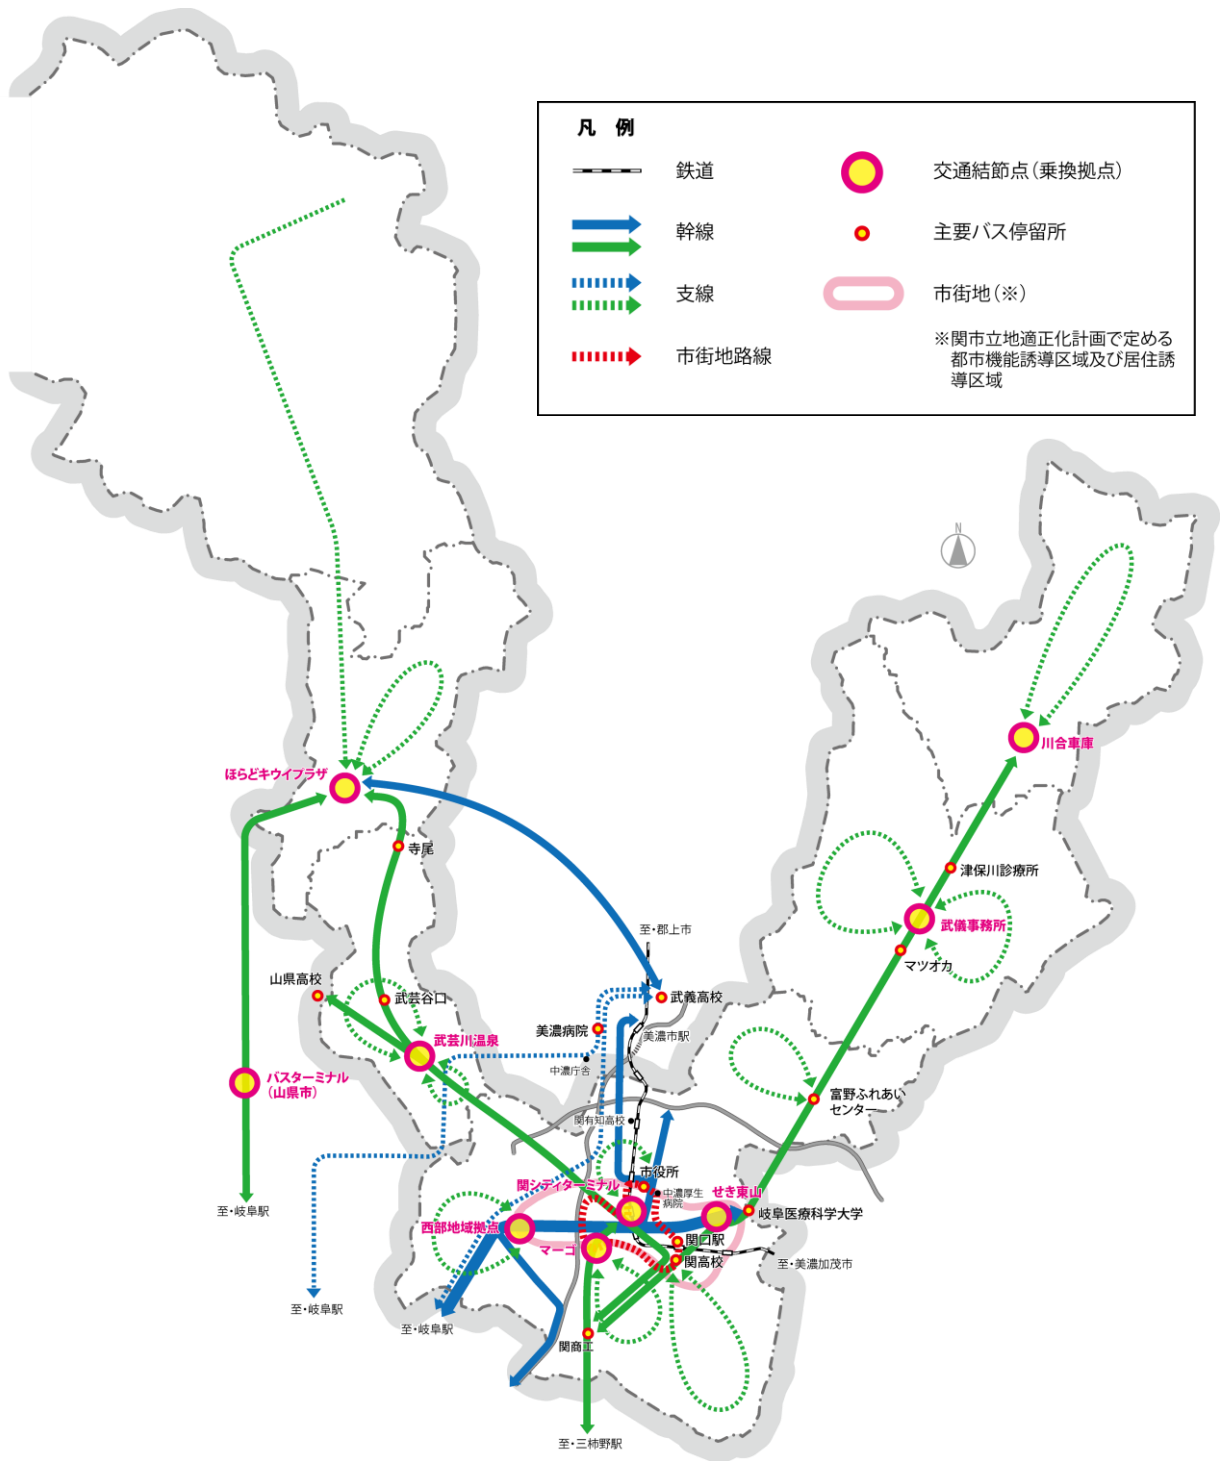 凡 例
鉄道
幹線
支線
市街地路線
交通結節点（乗換拠点）
主要バス停留所
市街地（※）
※関市立地適正化計画で定める
都市機能誘導区域及び居住誘
導区域
N
川合車庫
ほらどキウイプラザ
寺尾
津保川診療所
武儀事務所
マツオカ
至・郡上市
山県高校
武芸谷口
武義高校
美濃病院
美濃市駅
武芸川温泉
中濃庁舎
バスターミナル
（山県市）
富野ふれあい
センター
関有知高校
市役所
関シティターミナル
中濃厚生
病院
せき東山
岐阜医療科学大学
至・岐阜駅
西部地域拠点
マーゴ
関口駅
関高校
至・美濃加茂市
至・岐阜駅
至・岐阜駅
関商工
至・三柿野駅